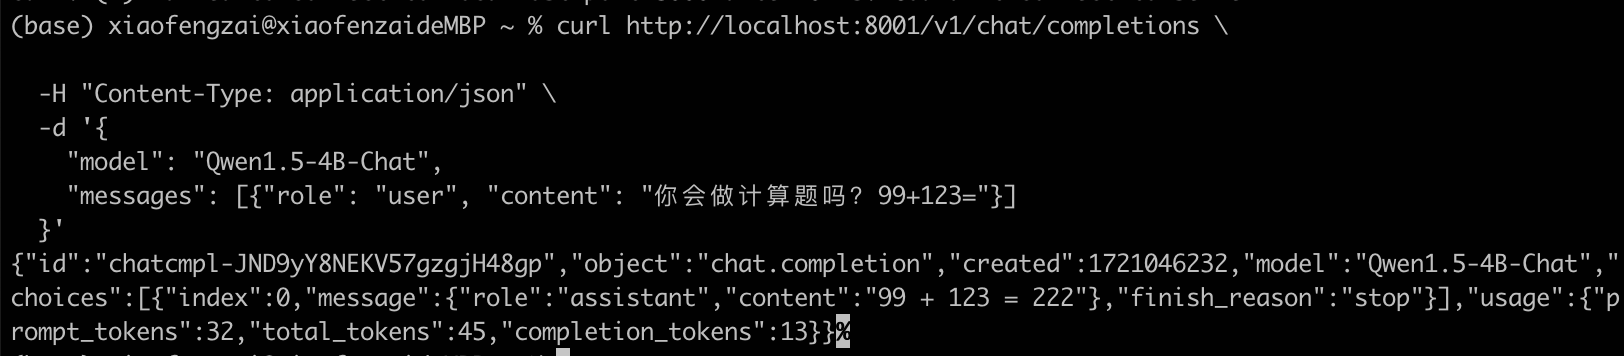 (base) xiaofengzai@xiaofenzaideMBP ~ % curl http://localhost:8001/v1/chat/completions \
-H "Content-Type: application/json" \
-d '{
"model": "Qwen1.5-4B-Chat",
"messages": [{"role": "user", "content": "你会做计算题吗？99+123="}]
}'
{"id":"chatcmpl-JND9yY8NEKV57gzgjH48gp","object":"chat.completion","created":1721046232,"model":"Qwen1.5-4B-Chat","
choices":[{"index":0,"message":{"role":"assistant","content":"99 + 123 = 222"},"finish_reason":"stop"}],"usage":{"p
rompt_tokens":32,"total_tokens":45,"completion_tokens":13}}%